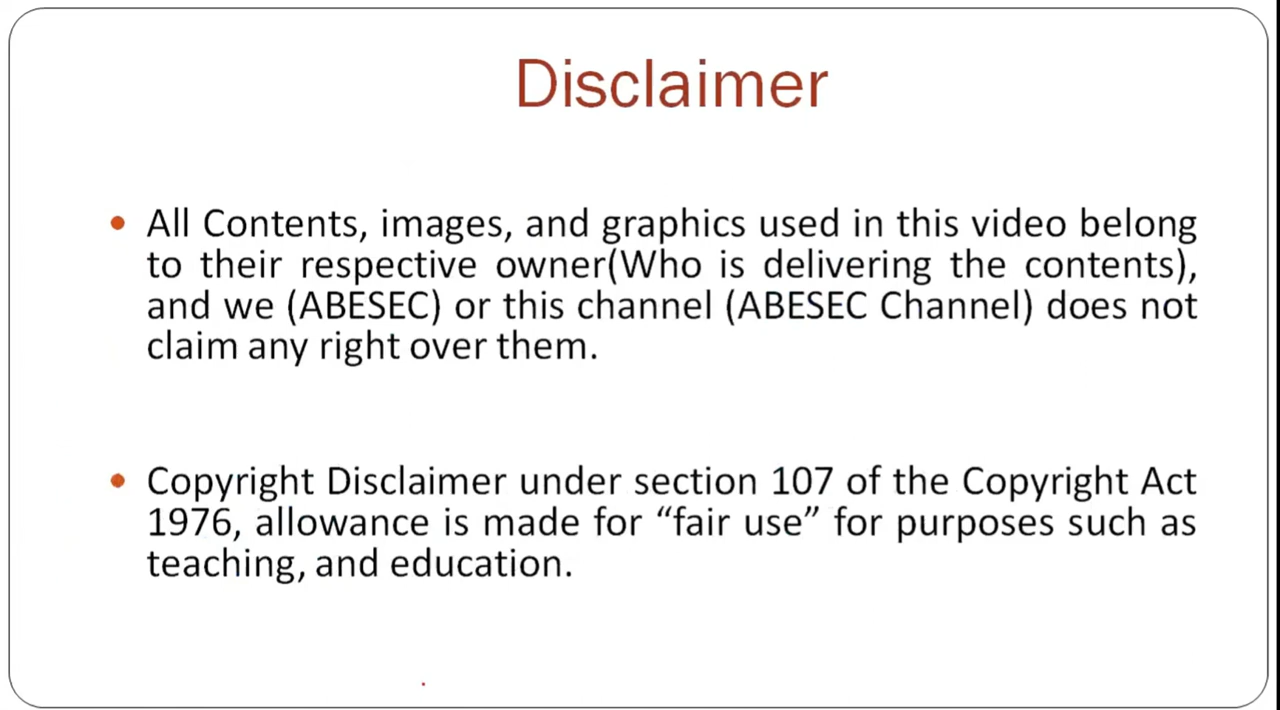 Disclaimer
• All Contents, images, and graphics used in this video belong
to their respective owner(Who is delivering the contents),
and we (ABESEC) or this channel (ABESEC Channel) does not
claim any right over them.
• Copyright Disclaimer under section 107 of the Copyright Act
1976, allowance is made for “fair use” for purposes such as
teaching, and education.